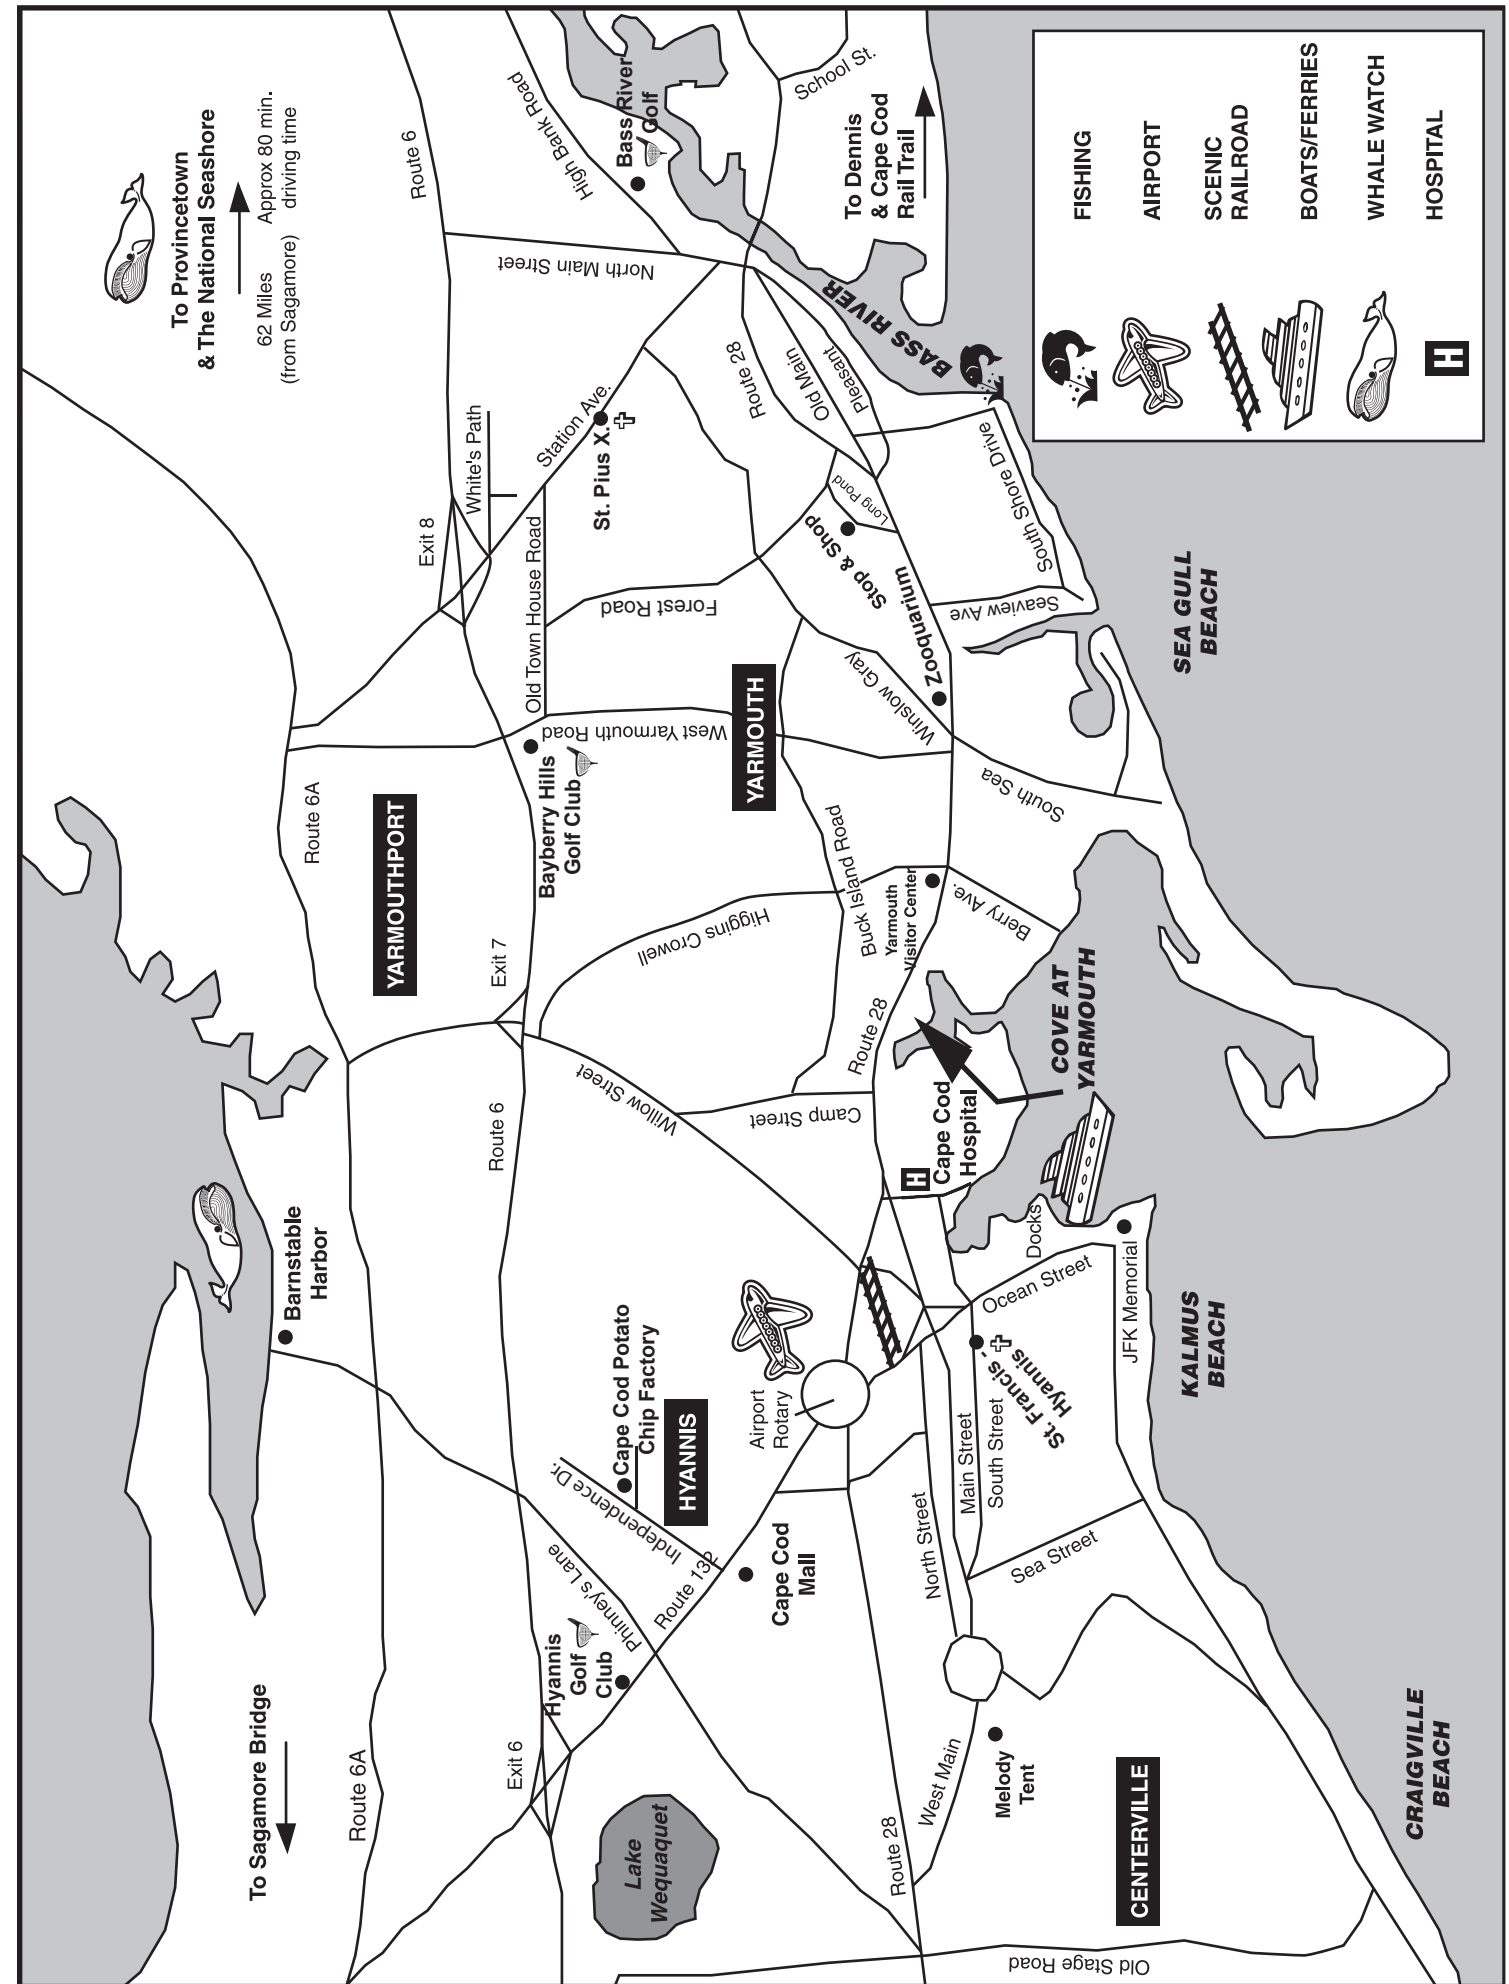 To Provincetown
& The National Seashore
62 Miles
(from Sagamore)
Approx 80 min.
driving time
Route 6
High Bank Road
Bass River
Golf
School St.
To Dennis
& Cape Cod
Rail Trail
North Main Street
BASS RIVER
Route 28
Old Main
Pleasant
White's Path
Station Ave.
St. Pius X.
Exit 8
Old Town House Road
Forest Road
Long Pond
Stop & Shop
South Shore Drive
Seaview Ave
Zooquarium
Winslow Gray
SEA GULL
BEACH
West Yarmouth Road
YARMOUTH
Bayberry Hills
Golf Club
Route 6A
YARMOUTHPORT
South Sea
Buck Island Road
Yarmouth
Visitor Center
Berry Ave.
Higgins Crowell
Exit 7
Route 28
COVE AT
YARMOUTH
Willow Street
Camp Street
Route 6
H
Cape Cod
Hospital
Barnstable
Harbor
Docks
Ocean Street
JFK Memorial
KALMUS
BEACH
Cape Cod Potato
Chip Factory
Airport
Rotary
HYANNIS
Independence Dr.
St. Francis -
Hyannis
Main Street
South Street
North Street
Sea Street
Cape Cod
Mall
Route 132
Phinney's Lane
Hyannis
Golf
Club
To Sagamore Bridge
Route 6A
Exit 6
Lake
Wequaquet
Route 28
West Main
Melody
Tent
CENTERVILLE
CRAIGVILLE
BEACH
Old Stage Road
FISHING
AIRPORT
SCENIC
RAILROAD
BOATS/FERRIES
WHALE WATCH
H
HOSPITAL